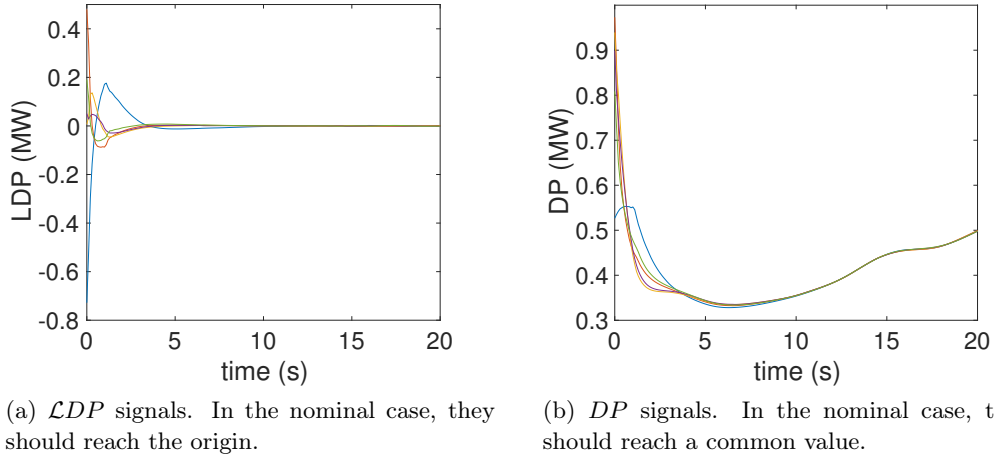 0.4
0.2
0
-0.2
-0.4
-0.6
-0.8
LDP (MW)
0 5 10 15 20
time (s)
0.9
0.8
0.7
0.6
0.5
0.4
0.3
DP (MW)
0 5 10 15 20
time (s)
(a) ℒDP signals. In the nominal case, they
should reach the origin.
(b) DP signals. In the nominal case, t
should reach a common value.